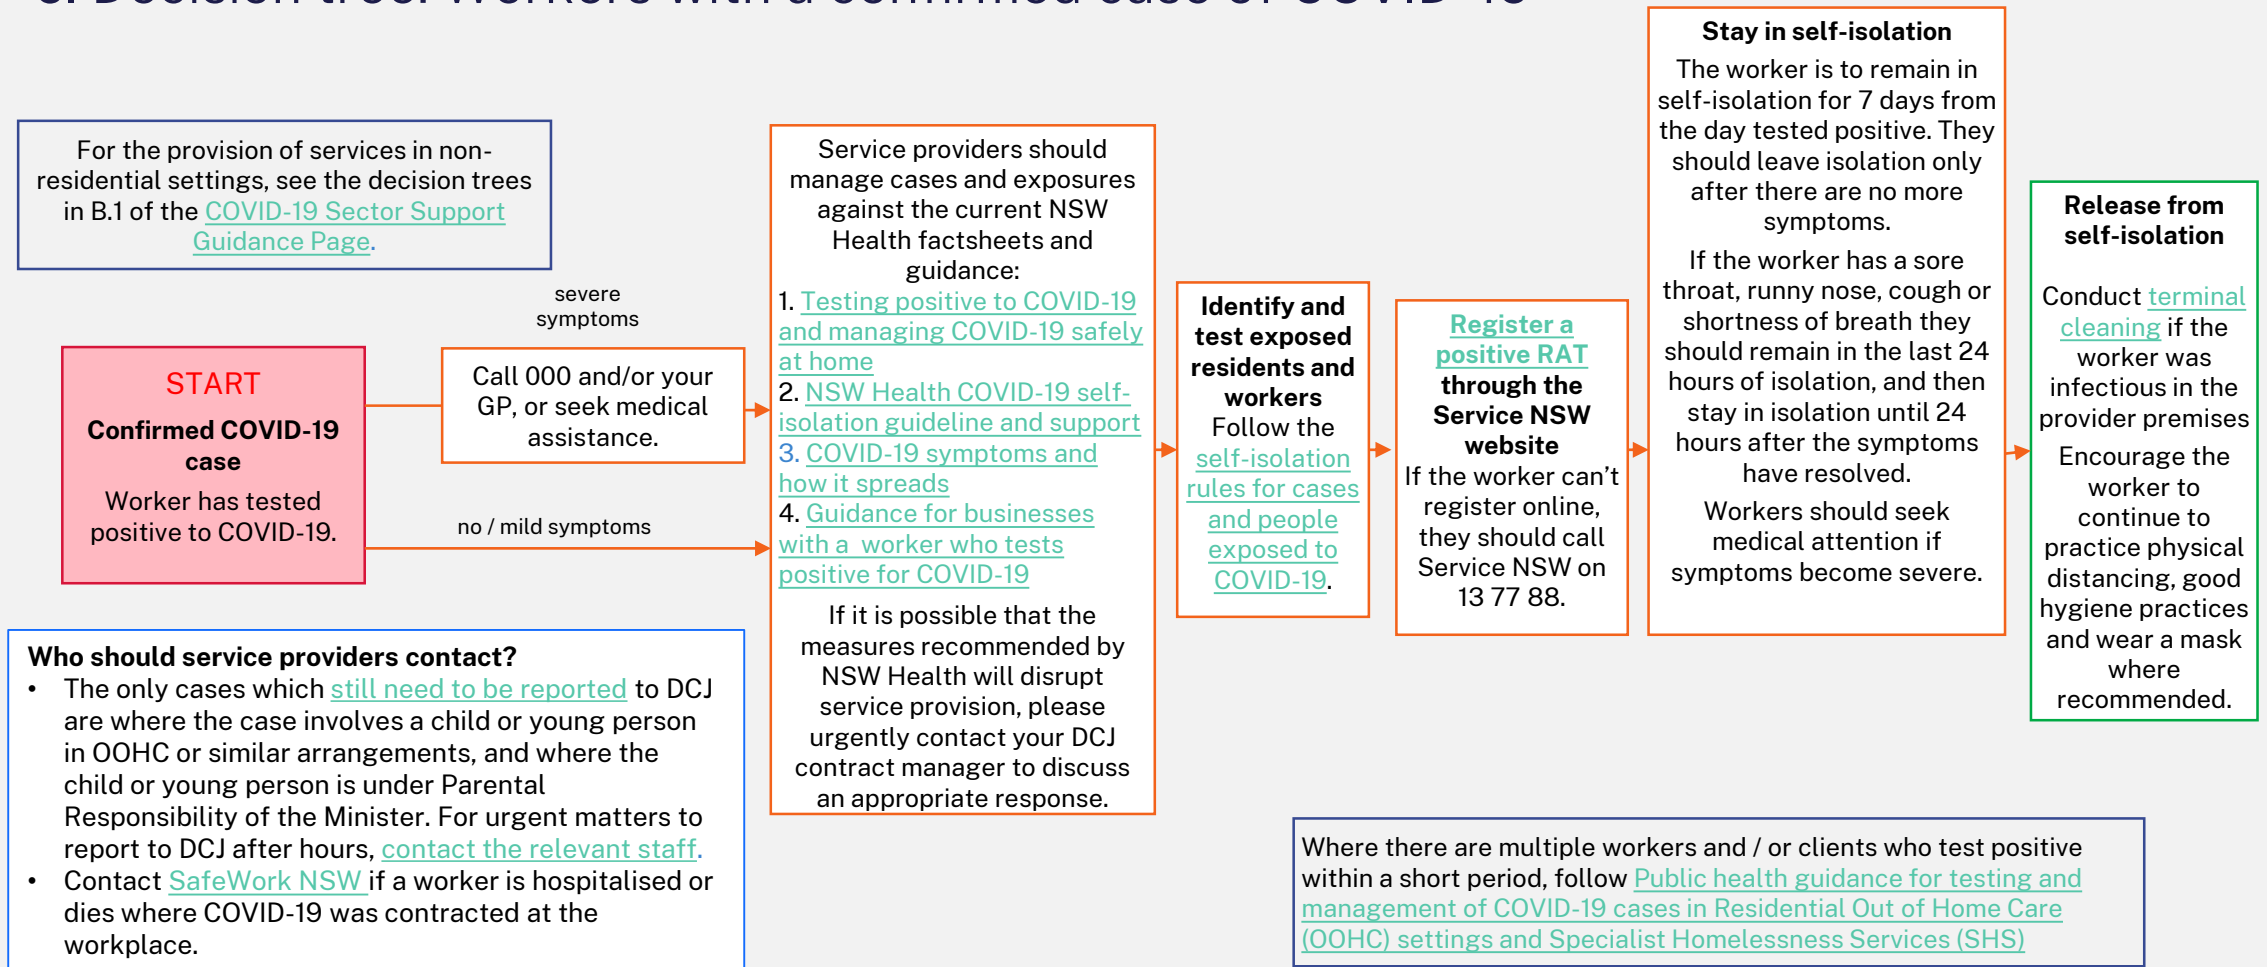 Decision tree: Workers with a confirmed case of COVID-19
For the provision of services in non-
residential settings, see the decision trees
in B.1 of the COVID-19 Sector Support
Guidance Page.
START
Confirmed COVID-19
case
Worker has tested
positive to COVID-19.
severe
symptoms
Call 000 and/or your
GP, or seek medical
assistance.
no / mild symptoms
Service providers should
manage cases and exposures
against the current NSW
Health factsheets and
guidance:
1. Testing positive to COVID-19
and managing COVID-19 safely
at home
2. NSW Health COVID-19 self-
isolation guideline and support
3. COVID-19 symptoms and
how it spreads
4. Guidance for businesses
with a worker who tests
positive for COVID-19
If it is possible that the
measures recommended by
NSW Health will disrupt
service provision, please
urgently contact your DCJ
contract manager to discuss
an appropriate response.
Identify and
test exposed
residents and
workers
Follow the
self-isolation
rules for cases
and people
exposed to
COVID-19.
Register a
positive RAT
through the
Service NSW
website
If the worker can’t
register online,
they should call
Service NSW on
13 77 88.
Stay in self-isolation
The worker is to remain in
self-isolation for 7 days from
the day tested positive. They
should leave isolation only
after there are no more
symptoms.
If the worker has a sore
throat, runny nose, cough or
shortness of breath they
should remain in the last 24
hours of isolation, and then
stay in isolation until 24
hours after the symptoms
have resolved.
Workers should seek
medical attention if
symptoms become severe.
Release from
self-isolation
Conduct terminal
cleaning if the
worker was
infectious in the
provider premises
Encourage the
worker to
continue to
practice physical
distancing, good
hygiene practices
and wear a mask
where
recommended.
Who should service providers contact?
• The only cases which still need to be reported to DCJ
are where the case involves a child or young person
in OOHC or similar arrangements, and where the
child or young person is under Parental
Responsibility of the Minister. For urgent matters to
report to DCJ after hours, contact the relevant staff.
• Contact SafeWork NSW if a worker is hospitalised or
dies where COVID-19 was contracted at the
workplace.
Where there are multiple workers and / or clients who test positive
within a short period, follow Public health guidance for testing and
management of COVID-19 cases in Residential Out of Home Care
(OOHC) settings and Specialist Homelessness Services (SHS)